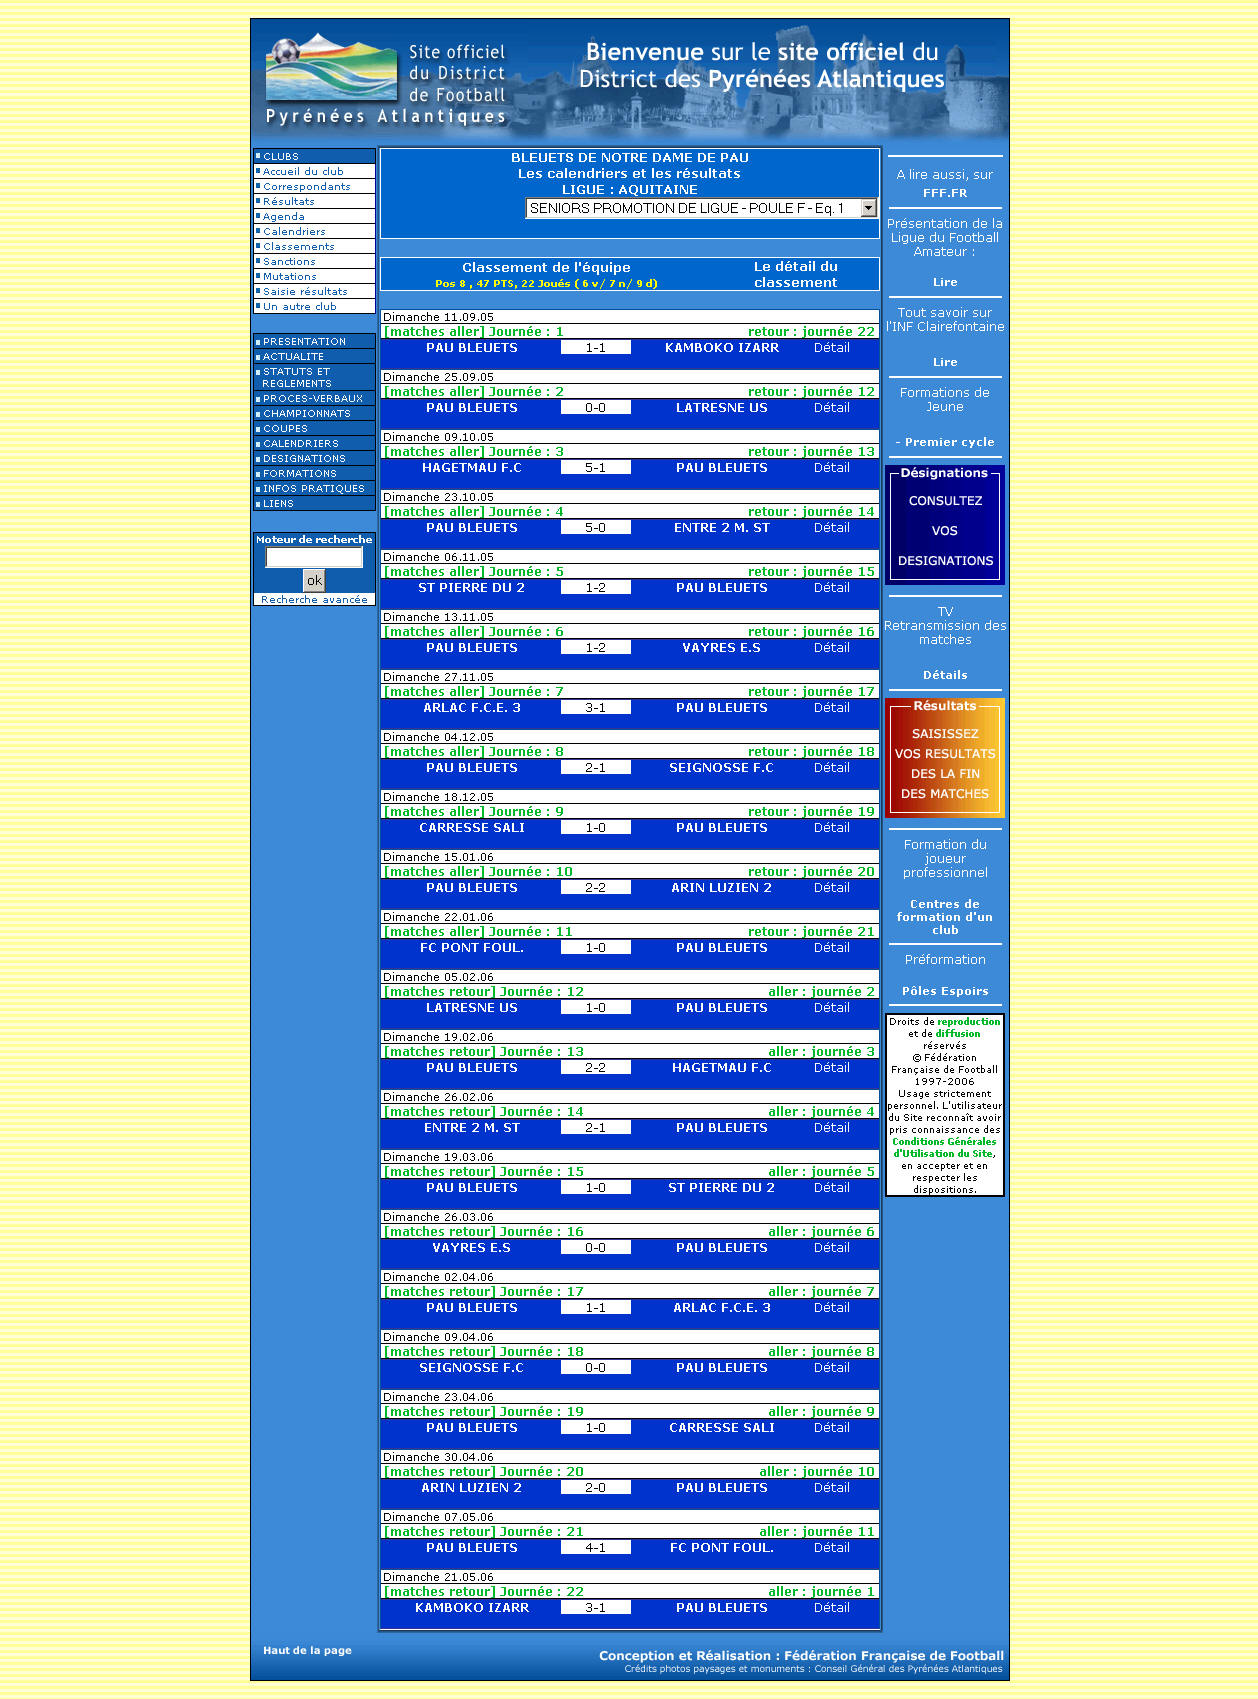 Site officiel
du District
de Football
Pyrénées Atlantiques
Bienvenue sur le site officiel du
District des Pyrénées Atlantiques
CLUBS
Accueil du club
Correspondants
Résultats
Agenda
Calendriers
Classements
Sanctions
Mutations
Saisie résultats
Un autre club
PRESENTATION
ACTUALITE
STATUTS ET
REGLEMENTS
PROCES-VERBAUX
CHAMPIONNATS
COUPES
CALENDRIERS
DESIGNATIONS
FORMATIONS
INFOS PRATIQUES
LIENS
Moteur de recherche
ok
Recherche avancée
BLEUETS DE NOTRE DAME DE PAU
Les calendriers et les résultats
LIGUE : AQUITAINE
SENIORS PROMOTION DE LIGUE - POULE F - Eq. 1
Classement de l'équipe
Pos 8 , 47 PTS, 22 Joués ( 6 v/ 7 n/ 9 d)
Le détail du
classement
Dimanche 11.09.05
[matches aller] Journée : 1 retour : journée 22
PAU BLEUETS 1-1 KAMBOKO IZARR Détail
Dimanche 25.09.05
[matches aller] Journée : 2 retour : journée 12
PAU BLEUETS 0-0 LATRESNE US Détail
Dimanche 09.10.05
[matches aller] Journée : 3 retour : journée 13
HAGETMAU F.C 5-1 PAU BLEUETS Détail
Dimanche 23.10.05
[matches aller] Journée : 4 retour : journée 14
PAU BLEUETS 5-0 ENTRE 2 M. ST Détail
Dimanche 06.11.05
[matches aller] Journée : 5 retour : journée 15
ST PIERRE DU 2 1-2 PAU BLEUETS Détail
Dimanche 13.11.05
[matches aller] Journée : 6 retour : journée 16
PAU BLEUETS 1-2 VAYRES E.S Détail
Dimanche 27.11.05
[matches aller] Journée : 7 retour : journée 17
ARLAC F.C.E. 3 3-1 PAU BLEUETS Détail
Dimanche 04.12.05
[matches aller] Journée : 8 retour : journée 18
PAU BLEUETS 2-1 SEIGNOSSE F.C Détail
Dimanche 18.12.05
[matches aller] Journée : 9 retour : journée 19
CARRESSE SALI 1-0 PAU BLEUETS Détail
Dimanche 15.01.06
[matches aller] Journée : 10 retour : journée 20
PAU BLEUETS 2-2 ARIN LUZIEN 2 Détail
Dimanche 22.01.06
[matches aller] Journée : 11 retour : journée 21
FC PONT FOUL. 1-0 PAU BLEUETS Détail
Dimanche 05.02.06
[matches retour] Journée : 12 aller : journée 2
LATRESNE US 1-0 PAU BLEUETS Détail
Dimanche 19.02.06
[matches retour] Journée : 13 aller : journée 3
PAU BLEUETS 2-2 HAGETMAU F.C Détail
Dimanche 26.02.06
[matches retour] Journée : 14 aller : journée 4
ENTRE 2 M. ST 2-1 PAU BLEUETS Détail
Dimanche 19.03.06
[matches retour] Journée : 15 aller : journée 5
PAU BLEUETS 1-0 ST PIERRE DU 2 Détail
Dimanche 26.03.06
[matches retour] Journée : 16 aller : journée 6
VAYRES E.S 0-0 PAU BLEUETS Détail
Dimanche 02.04.06
[matches retour] Journée : 17 aller : journée 7
PAU BLEUETS 1-1 ARLAC F.C.E. 3 Détail
Dimanche 09.04.06
[matches retour] Journée : 18 aller : journée 8
SEIGNOSSE F.C 0-0 PAU BLEUETS Détail
Dimanche 23.04.06
[matches retour] Journée : 19 aller : journée 9
PAU BLEUETS 1-0 CARRESSE SALI Détail
Dimanche 30.04.06
[matches retour] Journée : 20 aller : journée 10
ARIN LUZIEN 2 2-0 PAU BLEUETS Détail
Dimanche 07.05.06
[matches retour] Journée : 21 aller : journée 11
PAU BLEUETS 4-1 FC PONT FOUL. Détail
Dimanche 21.05.06
[matches retour] Journée : 22 aller : journée 1
KAMBOKO IZARR 3-1 PAU BLEUETS Détail
A lire aussi, sur
FFF.FR
Présentation de la
Ligue du Football
Amateur :
Lire
Tout savoir sur
l'INF Clairefontaine
Lire
Formations de
Jeune
- Premier cycle
Désignations
CONSULTEZ
VOS
DESIGNATIONS
TV
Retransmission des
matches
Détails
Résultats
SAISISSEZ
VOS RESULTATS
DES LA FIN
DES MATCHES
Formation du
joueur
professionnel
Centres de
formation d'un
club
Préformation
Pôles Espoirs
Droits de reproduction
et de diffusion
réservés
© Fédération
Française de Football
1997-2006
Usage strictement
personnel. L'utilisateur
du Site reconnaît avoir
pris connaissance des
Conditions Générales
d'Utilisation du Site,
en accepter et en
respecter les
dispositions.
Haut de la page
Conception et Réalisation : Fédération Française de Football
Crédits photos paysages et monuments : Conseil Général des Pyrénées Atlantiques